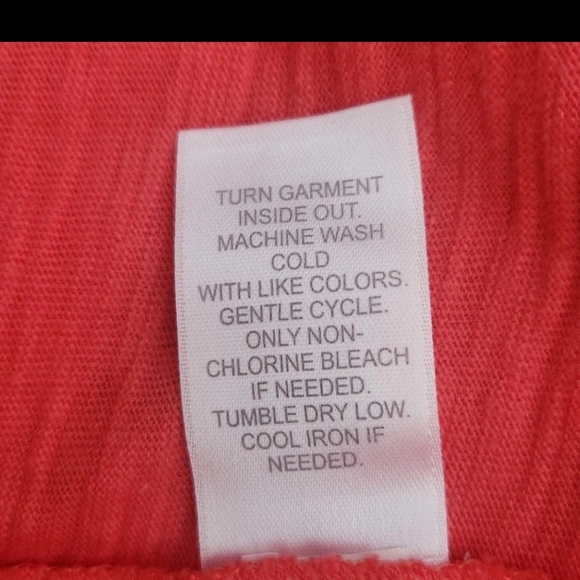 TURN GARMENT
INSIDE OUT.
MACHINE WASH
COLD
WITH LIKE COLORS.
GENTLE CYCLE.
ONLY NON-
CHLORINE BLEACH
IF NEEDED.
TUMBLE DRY LOW.
COOL IRON IF
NEEDED.